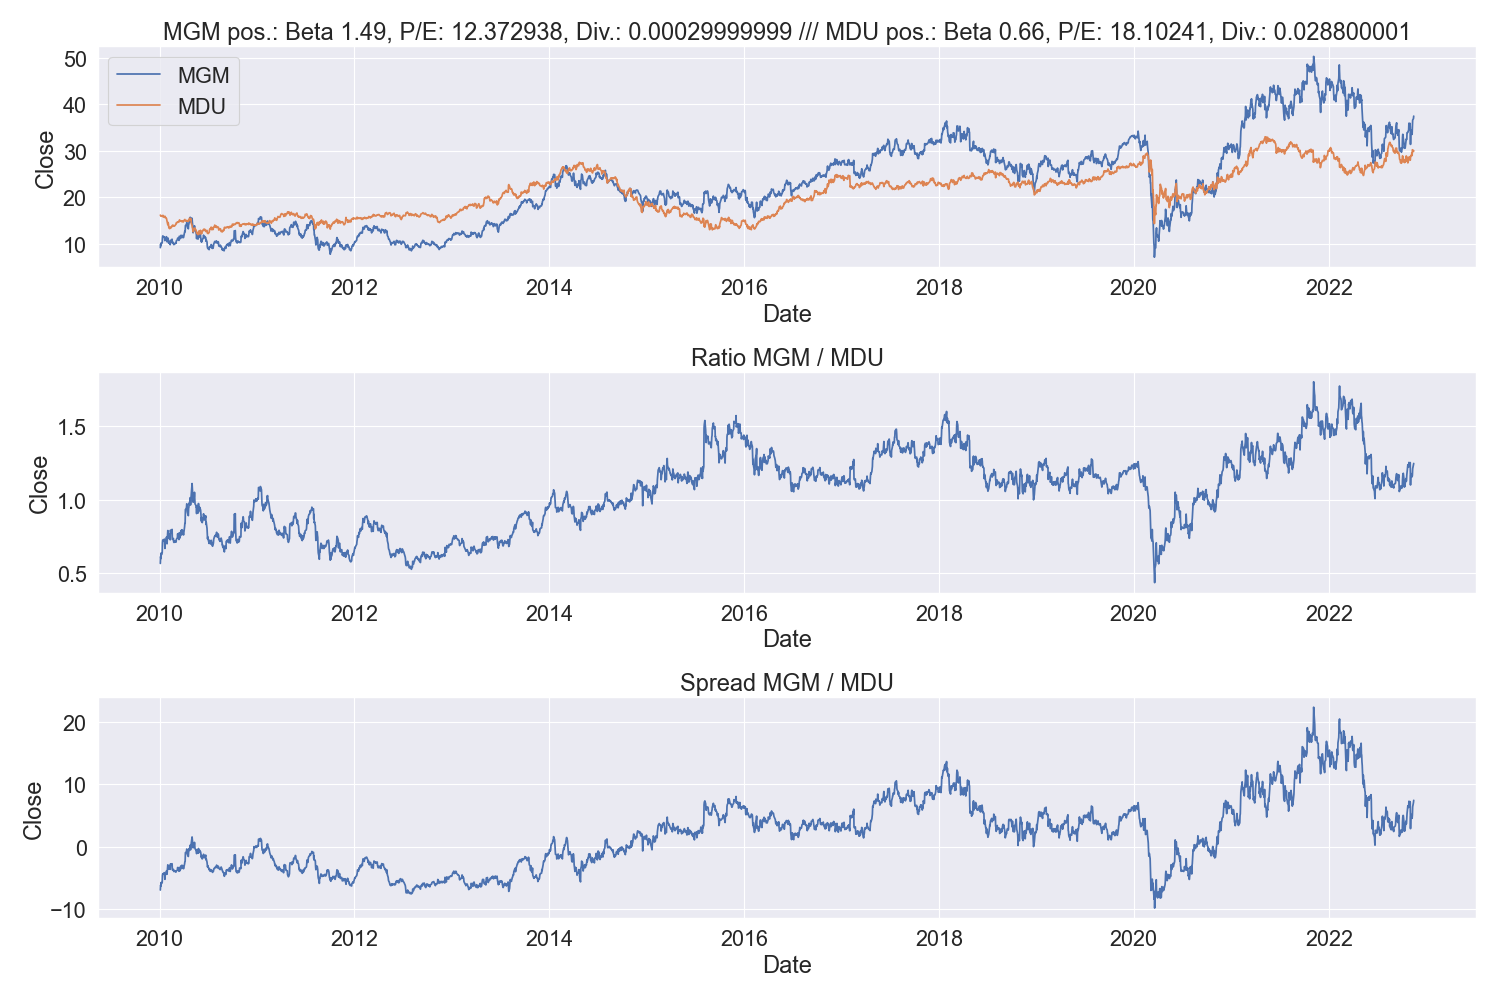 MGM pos.: Beta 1.49, P/E: 12.372938, Div.: 0.00029999999 /// MDU pos.: Beta 0.66, P/E: 18.10241, Div.: 0.028800001
MGM
MDU
50
40
30
20
10
Close
2010 2012 2014 2016 2018 2020 2022
Date
Ratio MGM / MDU
1.5
1.0
0.5
Close
2010 2012 2014 2016 2018 2020 2022
Date
Spread MGM / MDU
20
10
0
−10
Close
2010 2012 2014 2016 2018 2020 2022
Date